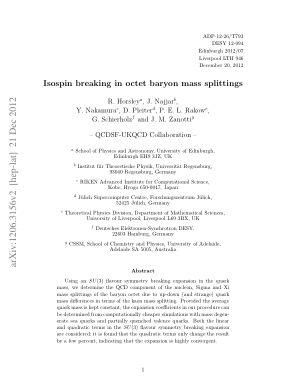 ADP-12-26/T793
DESY 12-094
Edinburgh 2012/07
Liverpool LTH 946
December 20, 2012
Isospin breaking in octet baryon mass splittings
R. Horsleyᵃ, J. Najjarᵇ,
Y. Nakamuraᶜ, D. Pleiterᵈ, P. E. L. Rakowᵉ,
G. Schierholzᶠ and J. M. Zanottiᵍ
– QCDSF-UKQCD Collaboration –
ᵃ School of Physics and Astronomy, University of Edinburgh,
Edinburgh EH9 3JZ, UK
ᵇ Institut für Theoretische Physik, Universität Regensburg,
93040 Regensburg, Germany
ᶜ RIKEN Advanced Institute for Computational Science,
Kobe, Hyogo 650-0047, Japan
ᵈ Jülich Supercomputer Centre, Forschungszentrum Jülich,
52425 Jülich, Germany
ᵉ Theoretical Physics Division, Department of Mathematical Sciences,
University of Liverpool, Liverpool L69 3BX, UK
ᶠ Deutsches Elektronen-Synchrotron DESY,
22603 Hamburg, Germany
ᵍ CSSM, School of Chemistry and Physics, University of Adelaide,
Adelaide SA 5005, Australia
Abstract
Using an SU(3) flavour symmetry breaking expansion in the quark
mass, we determine the QCD component of the nucleon, Sigma and Xi
mass splittings of the baryon octet due to up-down (and strange) quark
mass differences in terms of the kaon mass splitting. Provided the average
quark mass is kept constant, the expansion coefficients in our procedure can
be determined from computationally cheaper simulations with mass degen-
erate sea quarks and partially quenched valence quarks. Both the linear
and quadratic terms in the SU(3) flavour symmetry breaking expansion
are considered; it is found that the quadratic terms only change the result
by a few percent, indicating that the expansion is highly convergent.
1
arXiv:1206.3156v2 [hep-lat] 21 Dec 2012